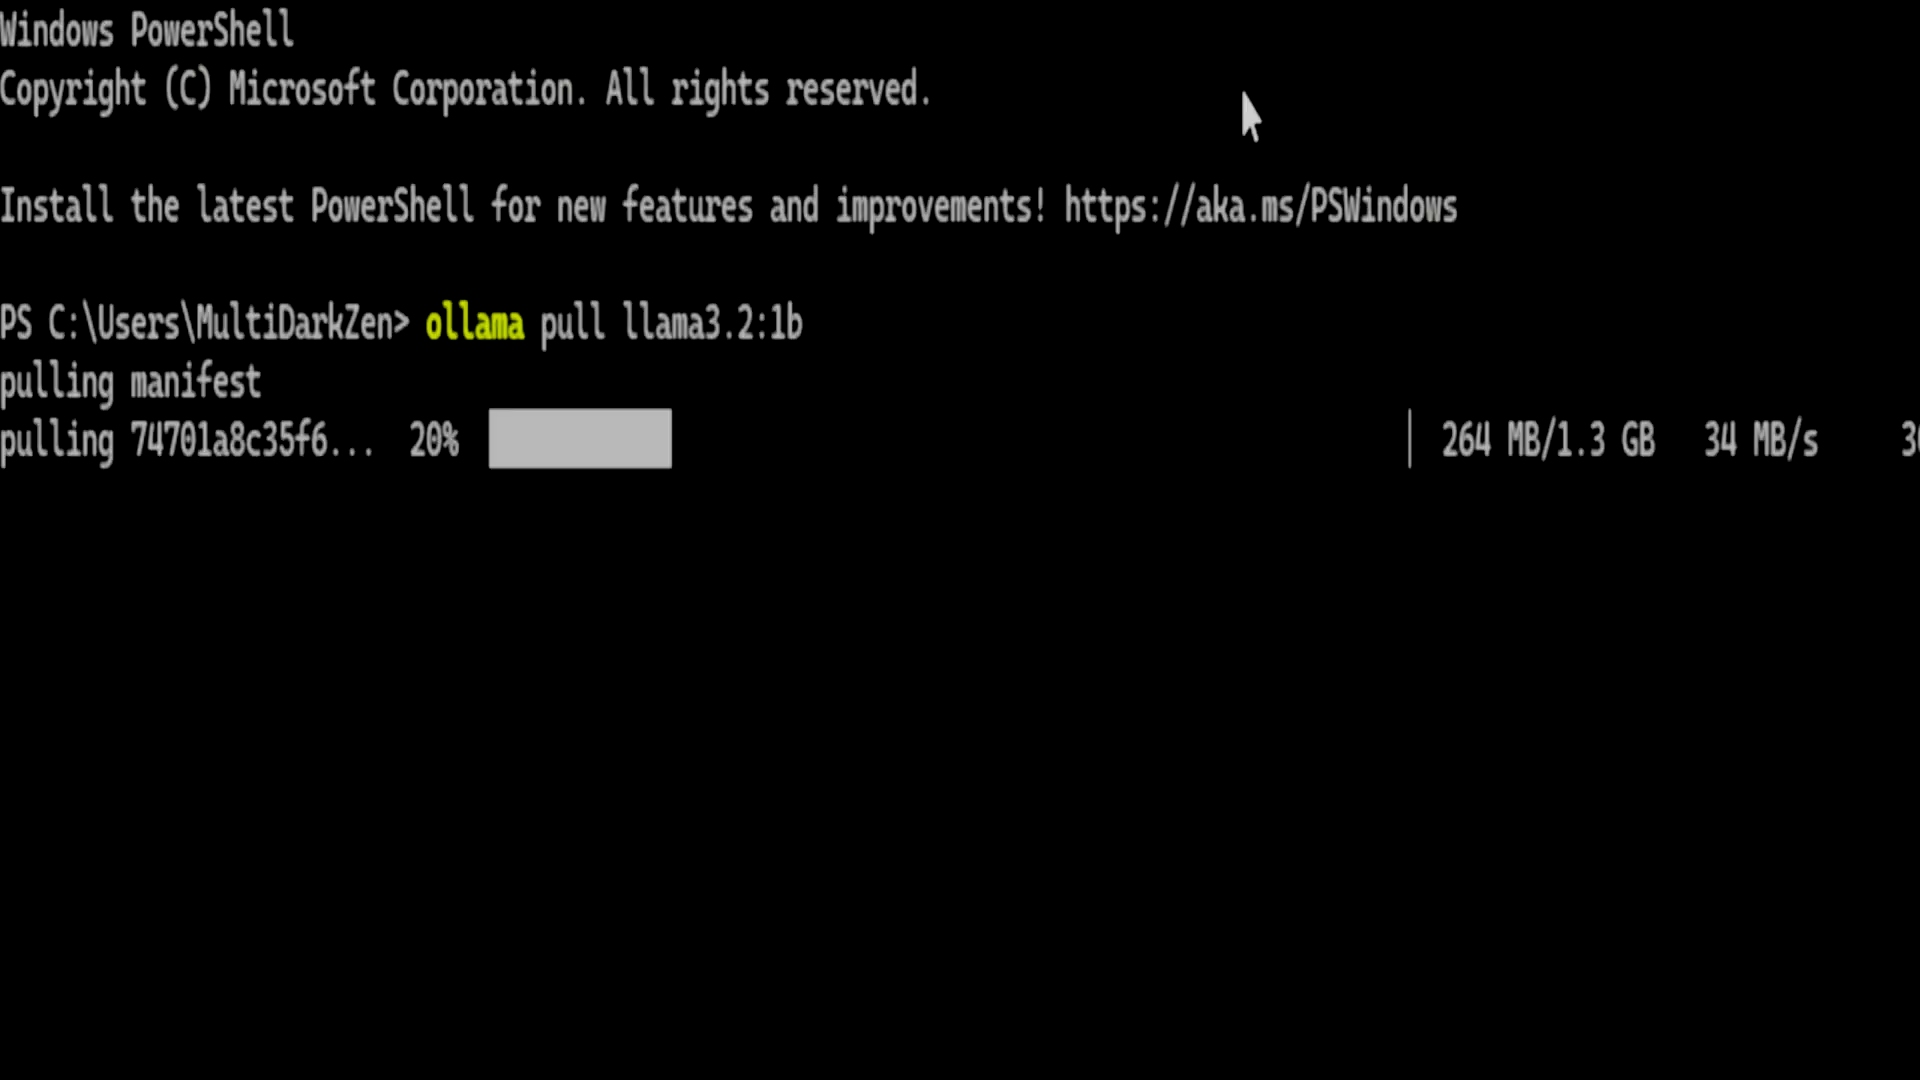 Windows PowerShell
Copyright (C) Microsoft Corporation. All rights reserved.
Install the latest PowerShell for new features and improvements! https://aka.ms/PSWindows
PS C:\Users\MultiDarkZen> ollama pull llama3.2:1b
pulling manifest
pulling 74701a8c35f6... 20% 264 MB/1.3 GB 34 MB/s